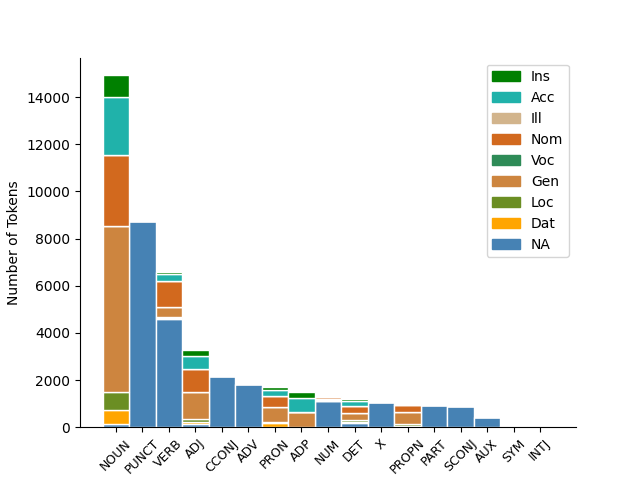 Number of Tokens
14000
12000
10000
8000
6000
4000
2000
0
Ins
Acc
Ill
Nom
Voc
Gen
Loc
Dat
NA
NOUN
PUNCT
VERB
ADJ
CCONJ
ADV
PRON
ADP
NUM
DET
X
PROPN
PART
SCONJ
AUX
SYM
INTJ